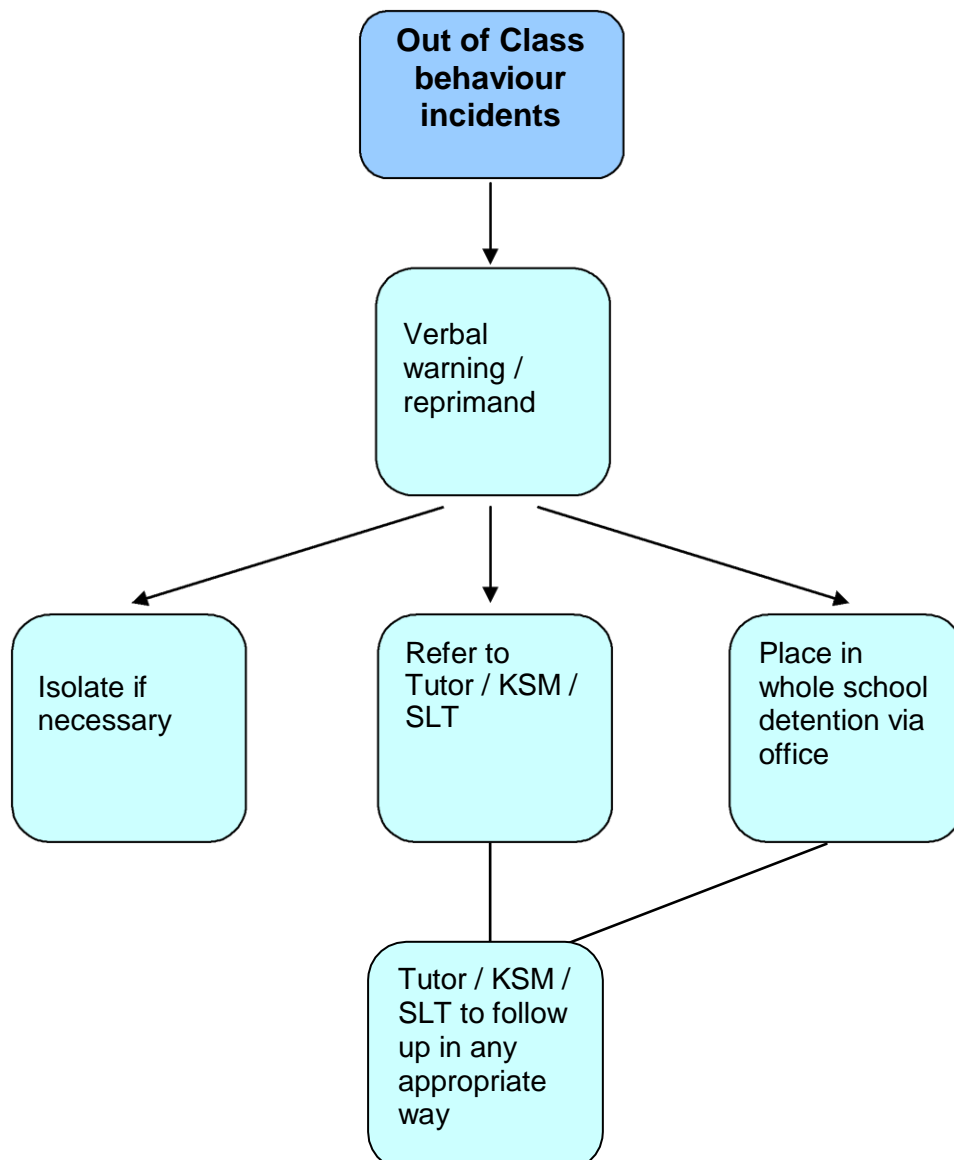 Out of Class
behaviour
incidents
Verbal
warning /
reprimand
Isolate if
necessary
Refer to
Tutor / KSM /
SLT
Place in
whole school
detention via
office
Tutor / KSM /
SLT to follow
up in any
appropriate
way